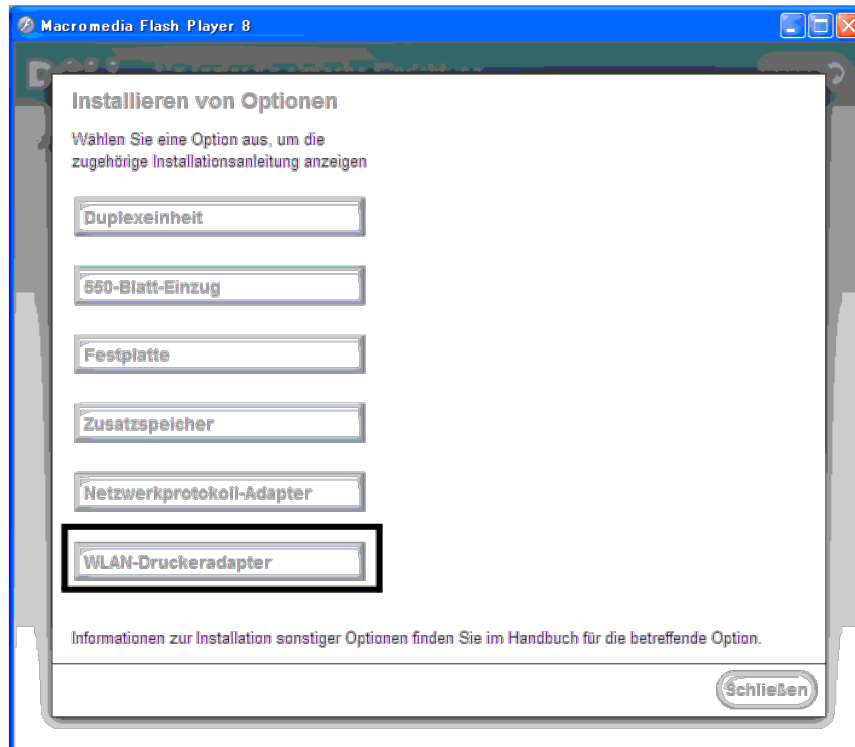 Macromedia Flash Player 8
Installieren von Optionen
Wählen Sie eine Option aus, um die
zugehörige Installationsanleitung anzeigen
Duplexeinheit
550-Blatt-Einzug
Festplatte
Zusatzspeicher
Netzwerkprotokoll-Adapter
WLAN-Druckeradapter
Informationen zur Installation sonstiger Optionen finden Sie im Handbuch für die betreffende Option.
Schließen